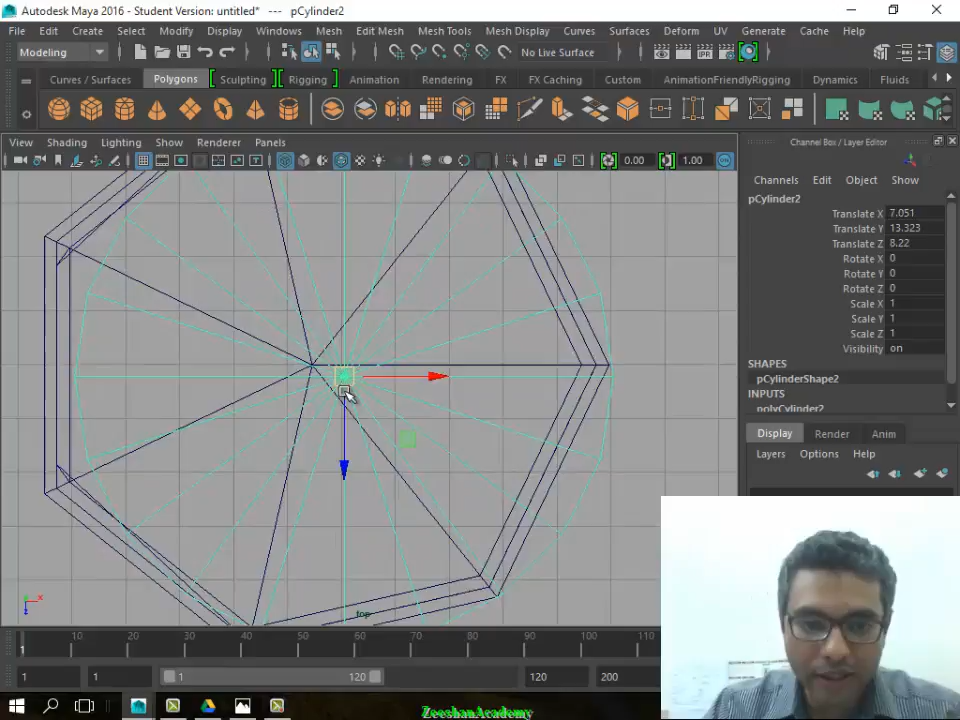 Autodesk Maya 2016 - Student Version: untitled* --- pCylinder2
File Edit Create Select Modify Display Windows Mesh Edit Mesh Mesh Tools Mesh Display Curves Surfaces Deform UV Generate Cache Help
Modeling No Live Surface
Curves / Surfaces Polygons Sculpting Rigging Animation Rendering FX FX Caching Custom AnimationFriendlyRigging Dynamics Fluids
View Shading Lighting Show Renderer Panels
0.00 1.00
Channel Box / Layer Editor
Channels Edit Object Show
pCylinder2
Translate X 7.051
Translate Y 13.323
Translate Z 8.22
Rotate X 0
Rotate Y 0
Rotate Z 0
Scale X 1
Scale Y 1
Scale Z 1
Visibility on
SHAPES
pCylinderShape2
INPUTS
polyCylinder2
Display Render Anim
Layers Options Help
top
1 10 20 30 40 50 60 70 80 90 100 110
1 1 1 120 120 200
ZeeshanAcademy